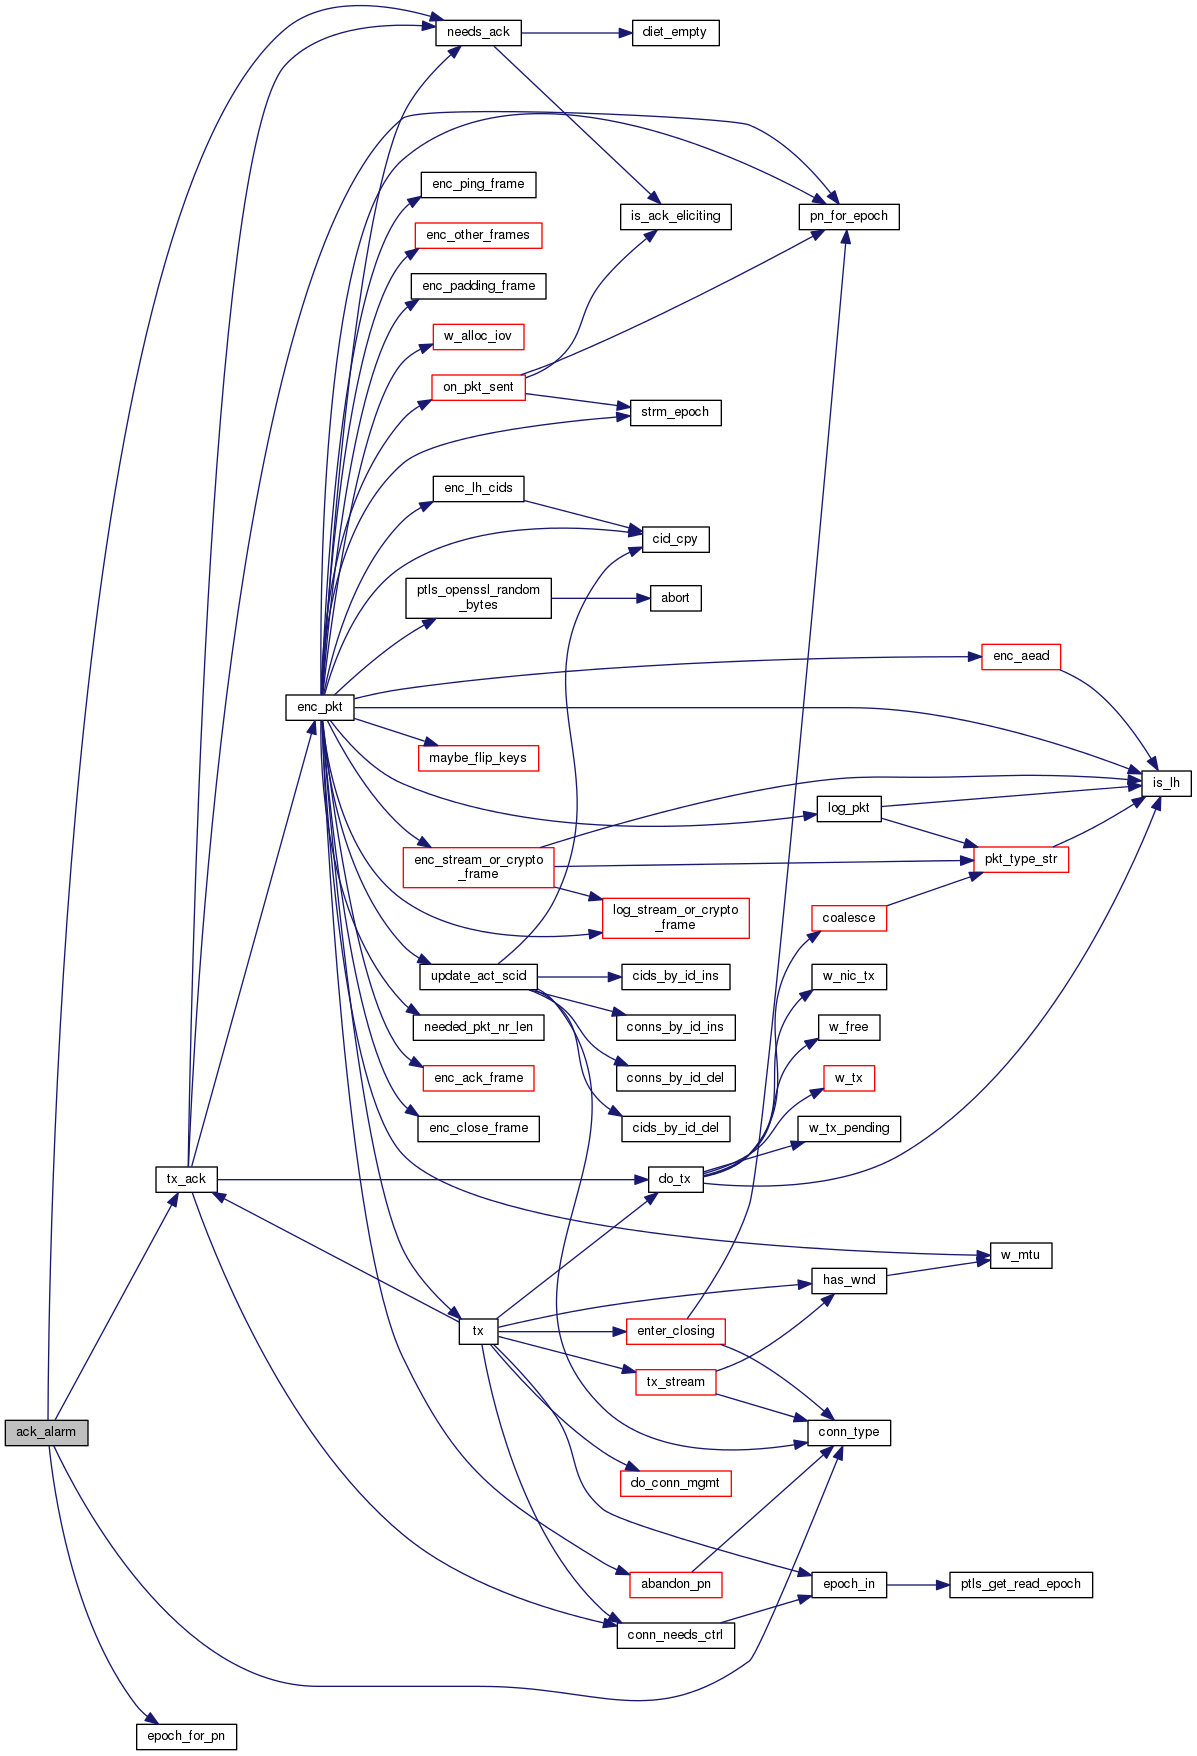 needs_ack
diet_empty
enc_ping_frame
is_ack_eliciting
pn_for_epoch
enc_other_frames
enc_padding_frame
w_alloc_iov
on_pkt_sent
strm_epoch
enc_lh_cids
cid_cpy
ptls_openssl_random
_bytes
abort
enc_aead
enc_pkt
maybe_flip_keys
is_lh
log_pkt
enc_stream_or_crypto
_frame
pkt_type_str
log_stream_or_crypto
_frame
coalesce
update_act_scid
cids_by_id_ins
w_nic_tx
needed_pkt_nr_len
conns_by_id_ins
w_free
enc_ack_frame
conns_by_id_del
w_tx
enc_close_frame
cids_by_id_del
w_tx_pending
tx_ack
do_tx
w_mtu
has_wnd
tx
enter_closing
tx_stream
ack_alarm
conn_type
do_conn_mgmt
abandon_pn
epoch_in
ptls_get_read_epoch
conn_needs_ctrl
epoch_for_pn